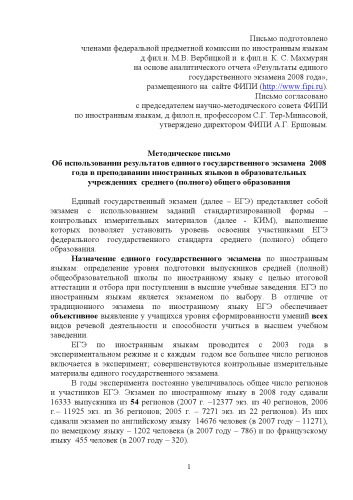 Письмо подготовлено
членами федеральной предметной комиссии по иностранным языкам
д.фил.н. М.В. Вербицкой и к.фил.н. К. С. Махмурян
на основе аналитического отчета «Результаты единого
государственного экзамена 2008 года»,
размещенного на сайте ФИПИ (http://www.fipi.ru).
Письмо согласовано
с председателем научно-методического совета ФИПИ
по иностранным языкам, д.филол.н, профессором С.Г. Тер-Минасовой,
утверждено директором ФИПИ А.Г. Ершовым.
Методическое письмо
Об использовании результатов единого государственного экзамена 2008
года в преподавании иностранных языков в образовательных
учреждениях среднего (полного) общего образования
Единый государственный экзамен (далее – ЕГЭ) представляет собой
экзамен с использованием заданий стандартизированной формы –
контрольных измерительных материалов (далее - КИМ), выполнение
которых позволяет установить уровень освоения участниками ЕГЭ
федерального государственного стандарта среднего (полного) общего
образования.
Назначение единого государственного экзамена по иностранным
языкам: определение уровня подготовки выпускников средней (полной)
общеобразовательной школы по иностранному языку с целью итоговой
аттестации и отбора при поступлении в высшие учебные заведения. ЕГЭ по
иностранным языкам является экзаменом по выбору. В отличие от
традиционного экзамена по иностранному языку ЕГЭ обеспечивает
объективное выявление у учащихся уровня сформированности умений всех
видов речевой деятельности и способности учиться в высшем учебном
заведении.
ЕГЭ по иностранным языкам проводится с 2003 года в
экспериментальном режиме и с каждым годом все большее число регионов
включается в эксперимент; совершенствуются контрольные измерительные
материалы единого государственного экзамена.
В годы эксперимента постоянно увеличивалось общее число регионов
и участников ЕГЭ. Экзамен по иностранному языку в 2008 году сдавали
16333 выпускника из 54 регионов (2007 г. –12377 экз. из 40 регионов, 2006
г.– 11925 экз. из 36 регионов; 2005 г. – 7271 экз. из 22 регионов). Из них
сдавали экзамен по английскому языку 14676 человек (в 2007 году – 11271),
по немецкому языку – 1202 человека (в 2007 году – 786) и по французскому
языку 455 человек (в 2007 году – 320).
1